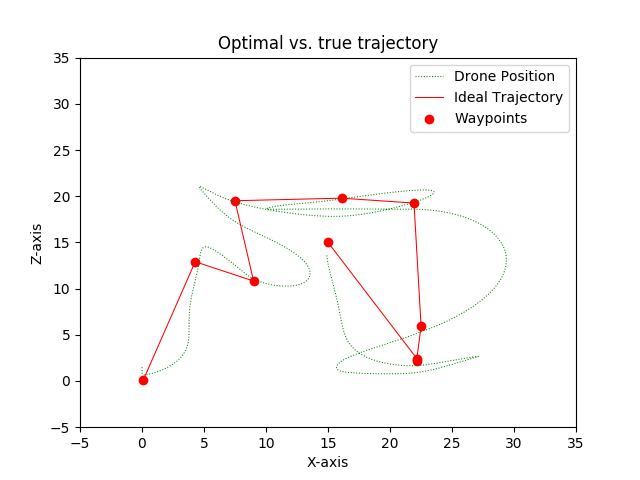 Optimal vs. true trajectory
Drone Position
Ideal Trajectory
Waypoints
Z-axis
35
30
25
20
15
10
5
0
−5
−5 0 5 10 15 20 25 30 35
X-axis